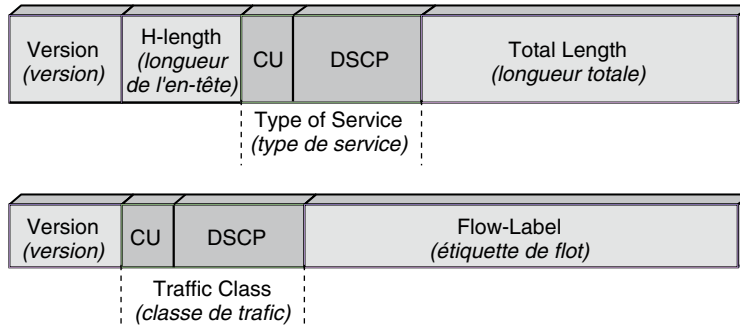 Version
(version)
H-length
(longueur
de l'en-tête)
CU
DSCP
Total Length
(longueur totale)
Type of Service
(type de service)
Version
(version)
CU
DSCP
Flow-Label
(étiquette de flot)
Traffic Class
(classe de trafic)